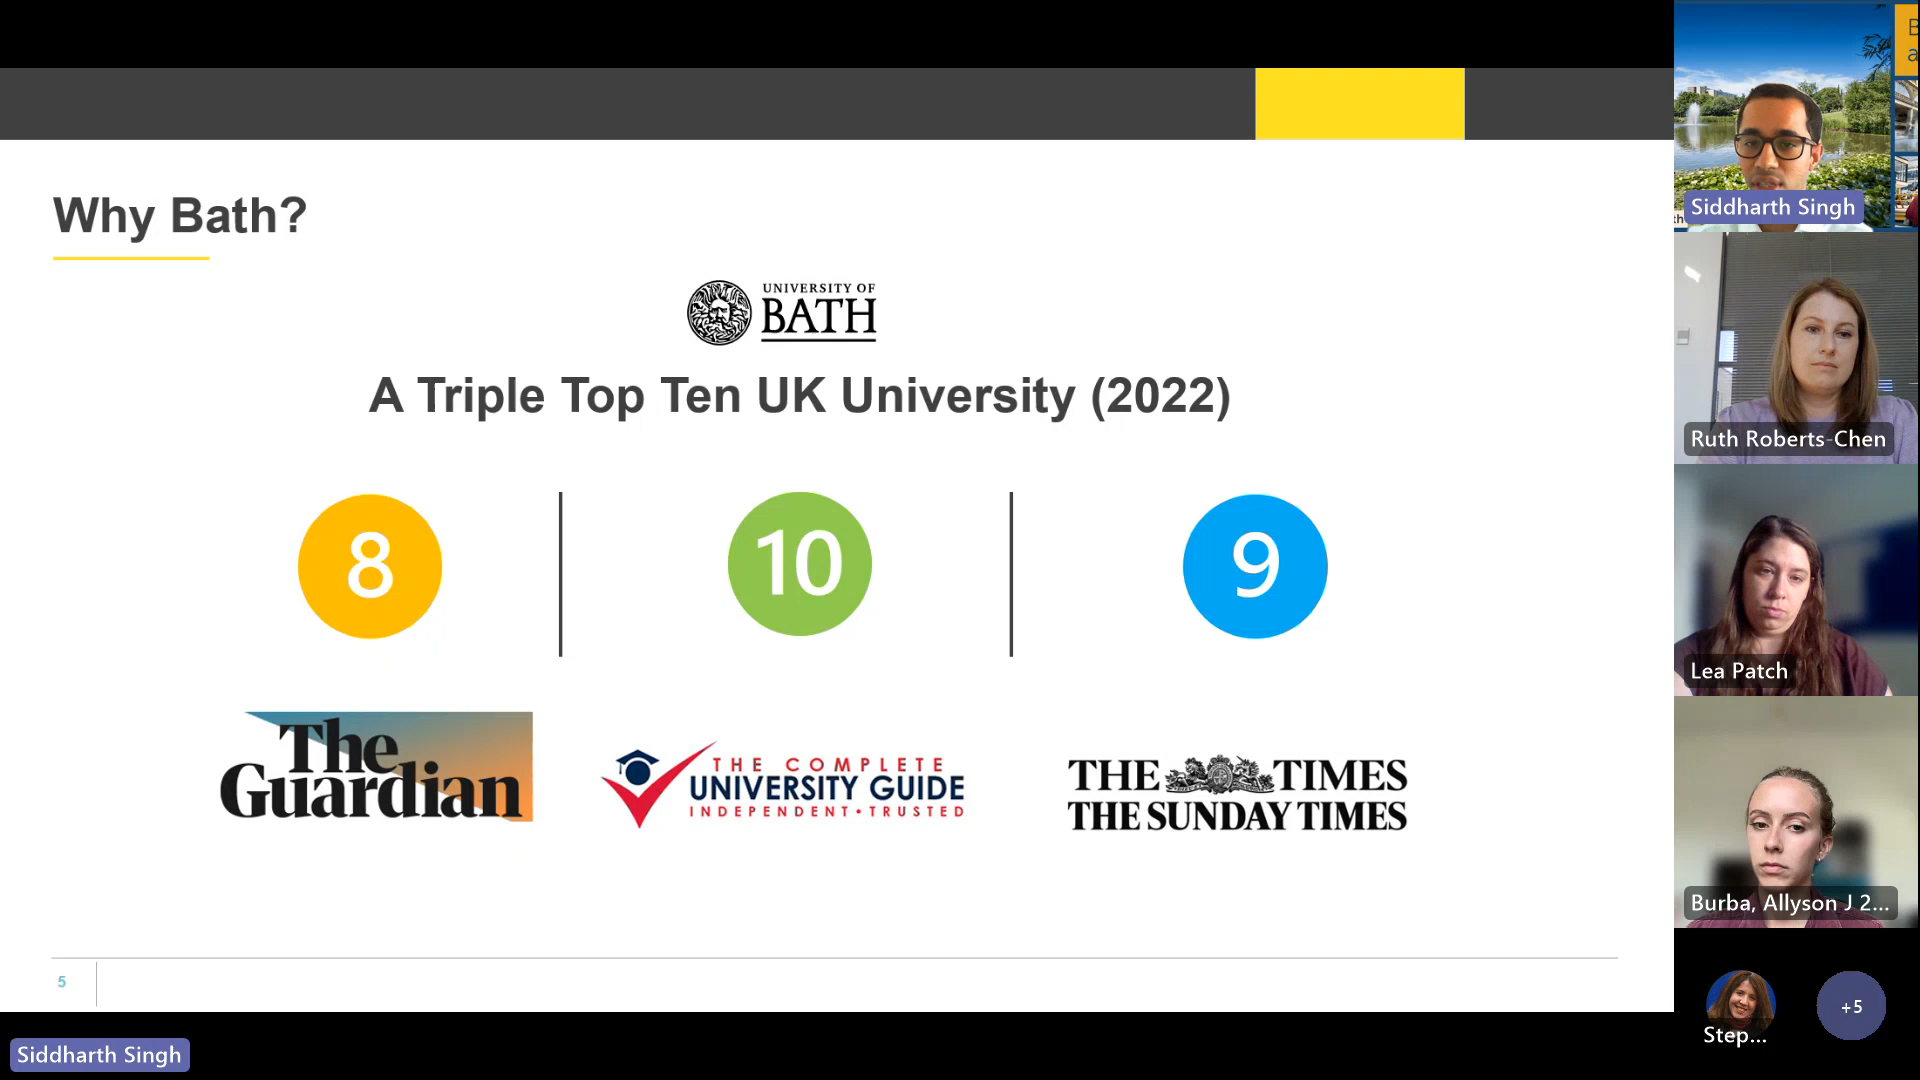 Why Bath?
UNIVERSITY OF
BATH
A Triple Top Ten UK University (2022)
8
10
9
The
Guardian
THE COMPLETE
UNIVERSITY GUIDE
INDEPENDENT • TRUSTED
THE TIMES
THE SUNDAY TIMES
5
Siddharth Singh
Siddharth Singh
Ruth Roberts-Chen
Lea Patch
Burba, Allyson J 2...
Step...
+5